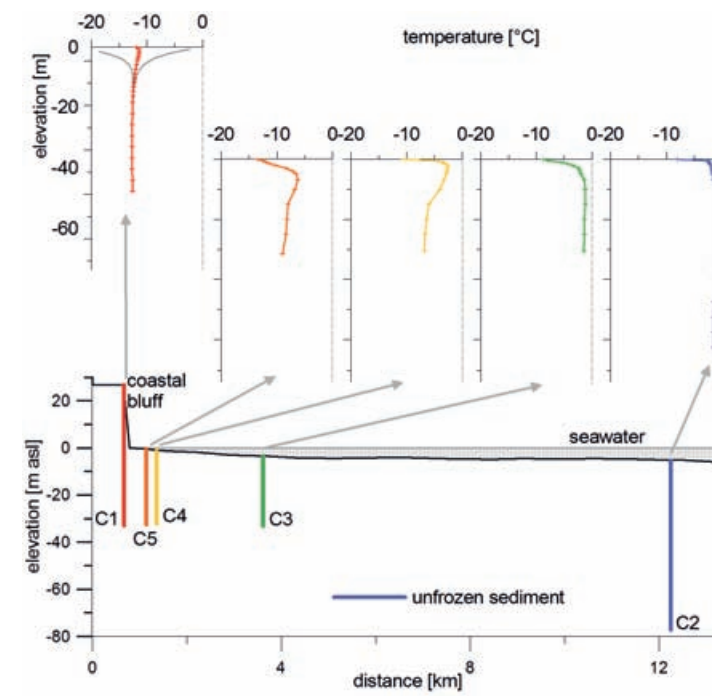 -20 -10 0
temperature [°C]
0
-20
-40
-60
elevation [m]
-20 -10 0-20 -10 0-20 -10 0-20 -10
coastal
bluff
20
0
-20
-40
-60
-80
elevation [m asl]
seawater
C1
C5
C4
C3
C2
unfrozen sediment
0 4 8 12
distance [km]